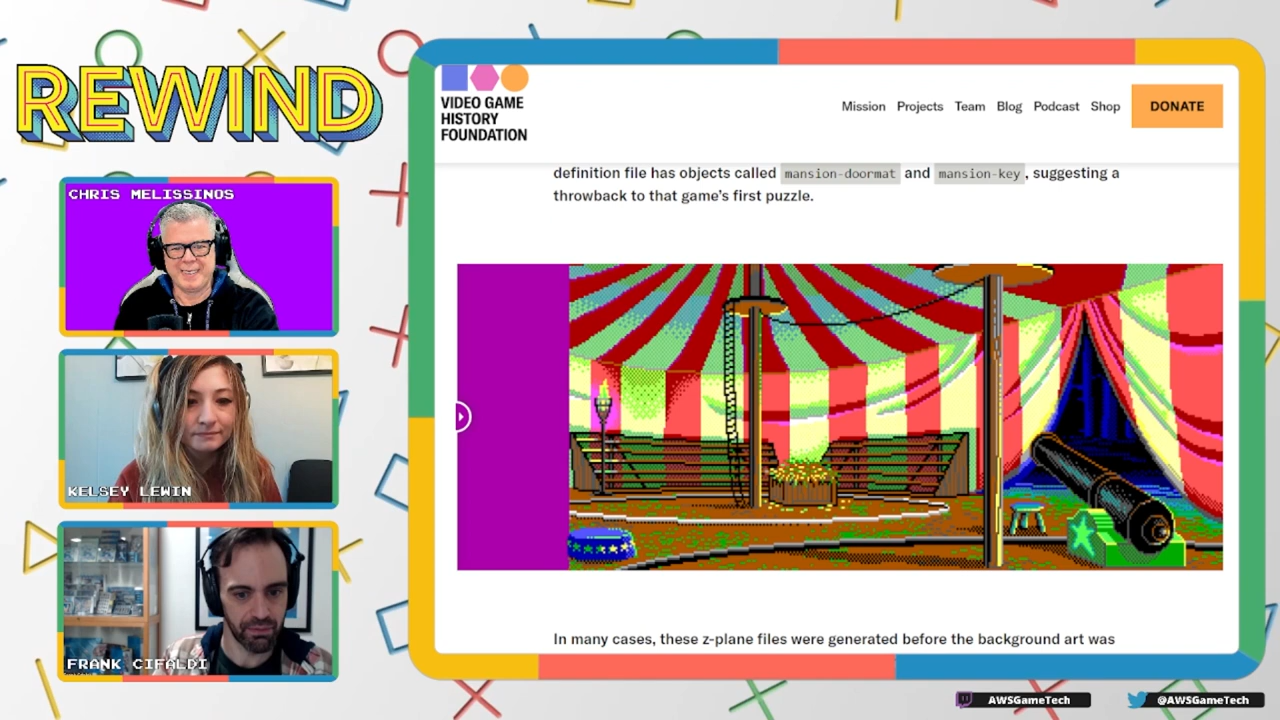 REWIND
CHRIS MELISSINOS
KELSEY LEWIN
FRANK CIFALDI
VIDEO GAME
HISTORY
FOUNDATION
Mission Projects Team Blog Podcast Shop DONATE
definition file has objects called mansion-doormat and mansion-key, suggesting a
throwback to that game's first puzzle.
In many cases, these z-plane files were generated before the background art was
AWSGameTech @AWSGameTech